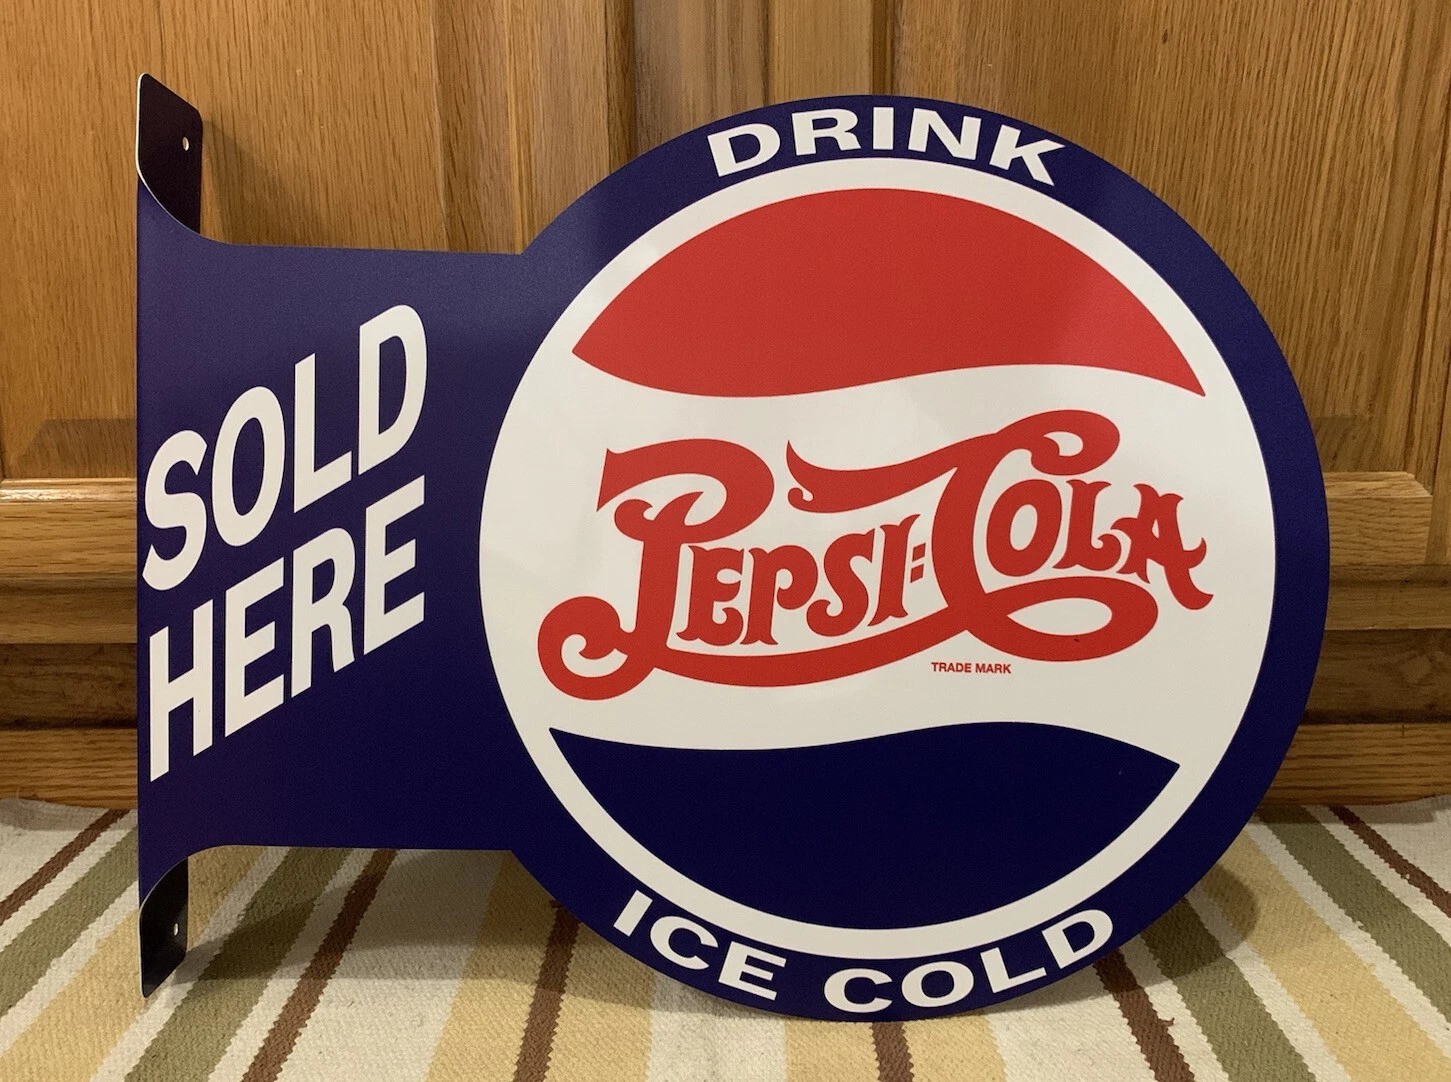 SOLD
HERE
DRINK
PEPSI=COLA
TRADE MARK
ICE COLD